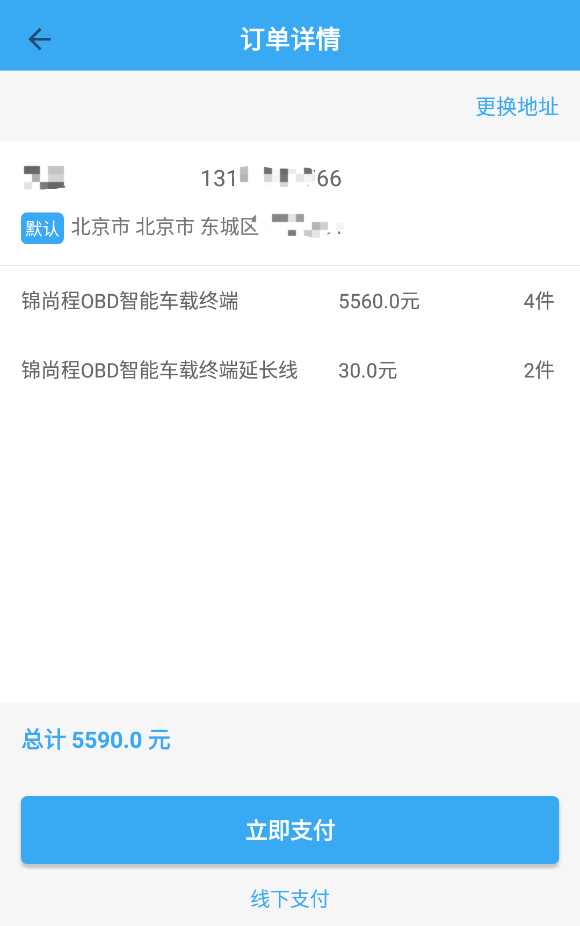 订单详情
更换地址
131 66
默认 北京市 北京市 东城区
锦尚程OBD智能车载终端 5560.0元 4件
锦尚程OBD智能车载终端延长线 30.0元 2件
总计 5590.0 元
立即支付
线下支付